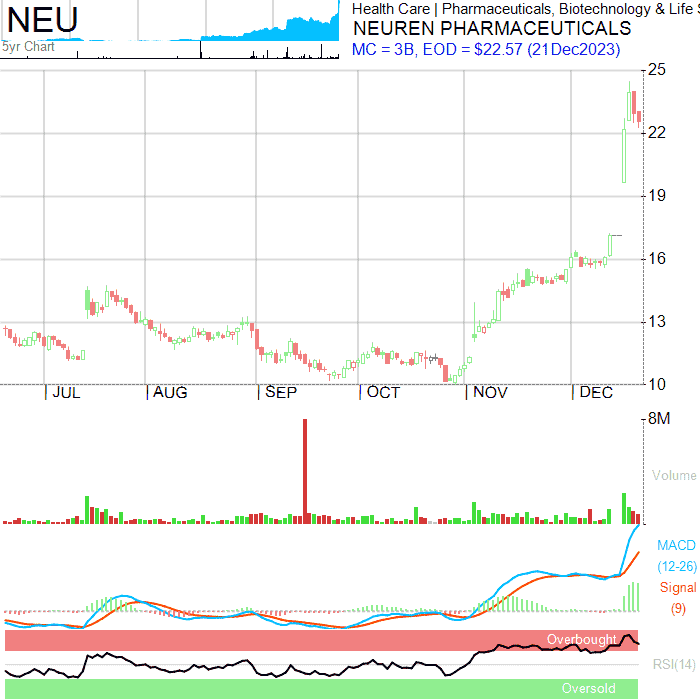 NEU
5yr Chart
Health Care | Pharmaceuticals, Biotechnology & Life S
NEUREN PHARMACEUTICALS
MC = 3B, EOD = $22.57 (21Dec2023)
25
22
19
16
13
10
JUL AUG SEP OCT NOV DEC
8M
Volume
MACD
(12-26)
Signal
(9)
Overbought
RSI(14)
Oversold